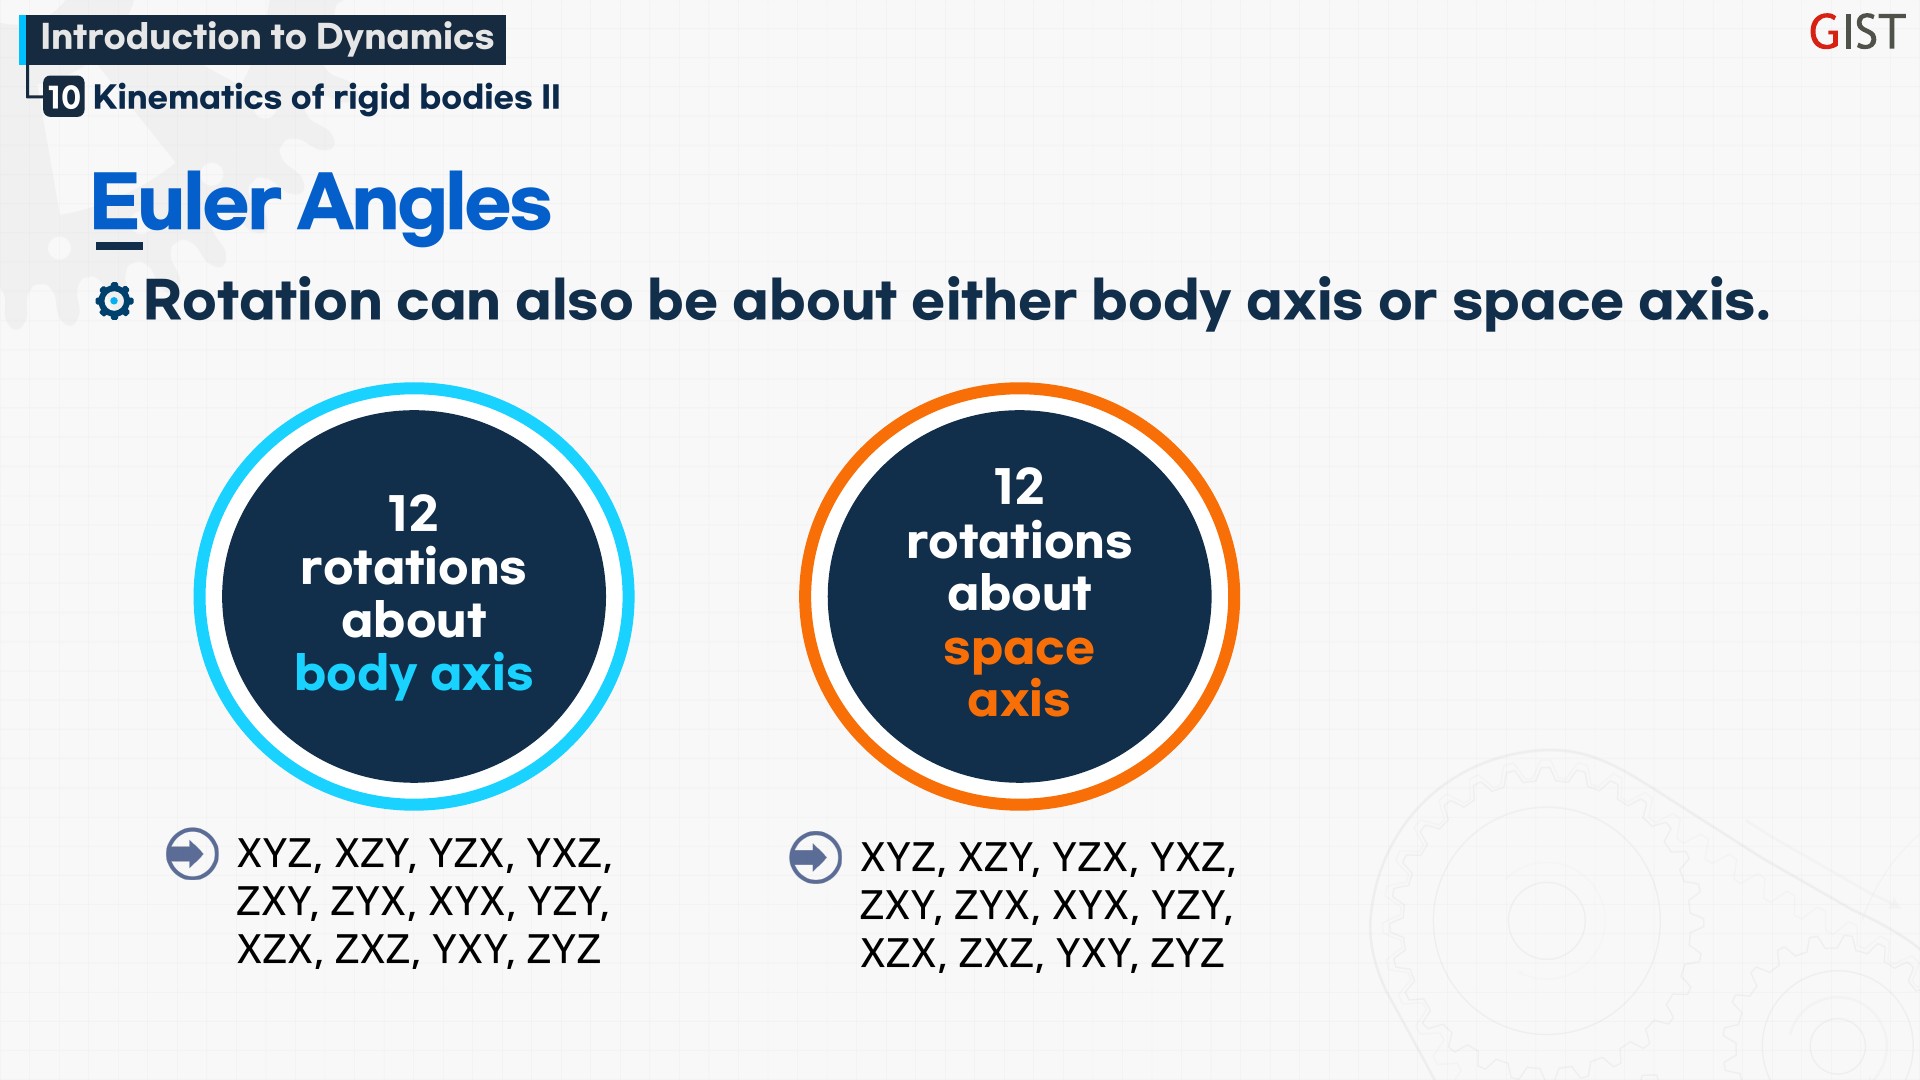 Introduction to Dynamics
GIST
10 Kinematics of rigid bodies II
Euler Angles
Rotation can also be about either body axis or space axis.
12
rotations
about
body axis
12
rotations
about
space
axis
XYZ, XZY, YZX, YXZ,
ZXY, ZYX, XYX, YZY,
XZX, ZXZ, YXY, ZYZ
XYZ, XZY, YZX, YXZ,
ZXY, ZYX, XYX, YZY,
XZX, ZXZ, YXY, ZYZ